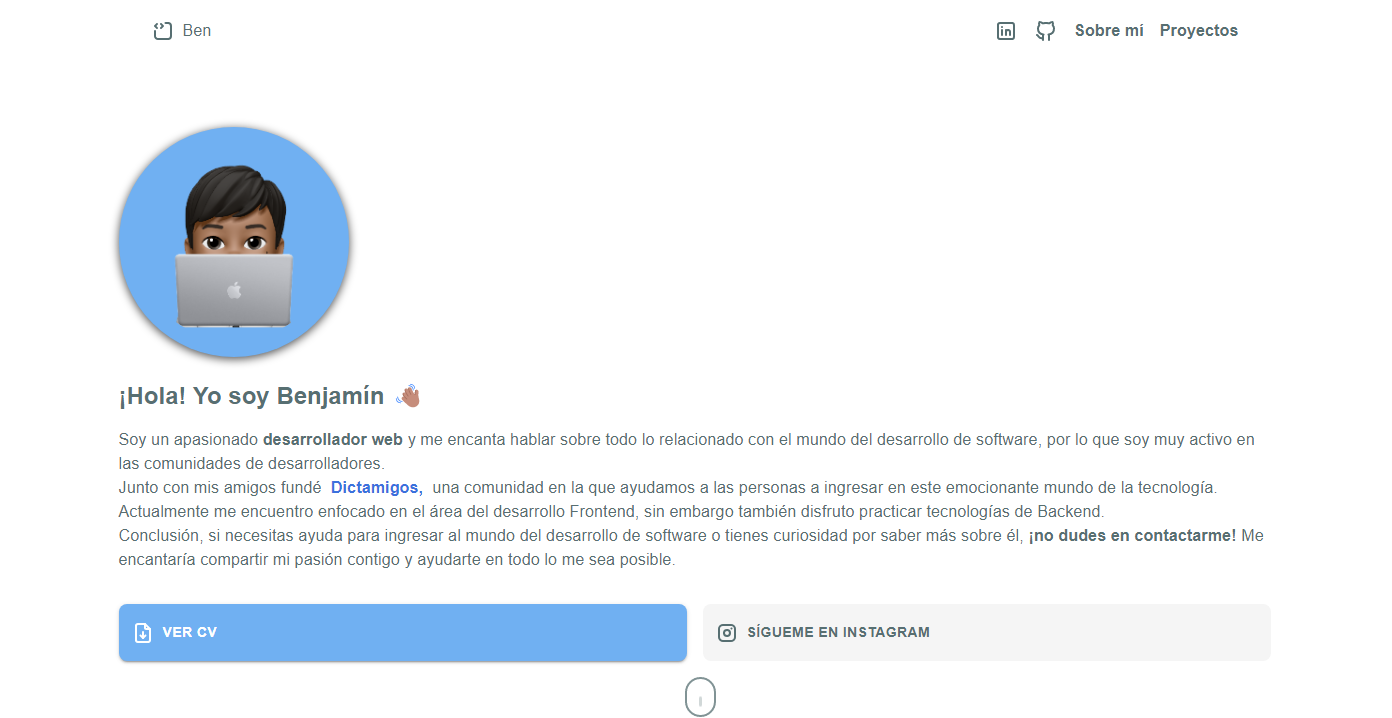 Ben
Sobre mí Proyectos
¡Hola! Yo soy Benjamín
Soy un apasionado desarrollador web y me encanta hablar sobre todo lo relacionado con el mundo del desarrollo de software, por lo que soy muy activo en
las comunidades de desarrolladores.
Junto con mis amigos fundé Dictamigos, una comunidad en la que ayudamos a las personas a ingresar en este emocionante mundo de la tecnología.
Actualmente me encuentro enfocado en el área del desarrollo Frontend, sin embargo también disfruto practicar tecnologías de Backend.
Conclusión, si necesitas ayuda para ingresar al mundo del desarrollo de software o tienes curiosidad por saber más sobre él, ¡no dudes en contactarme! Me
encantaría compartir mi pasión contigo y ayudarte en todo lo me sea posible.
VER CV
SÍGUEME EN INSTAGRAM